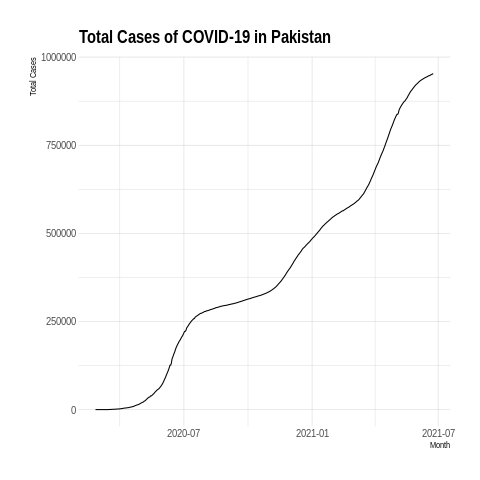 Total Cases of COVID-19 in Pakistan
Total Cases
1000000
750000
500000
250000
0
2020-07
2021-01
2021-07
Month